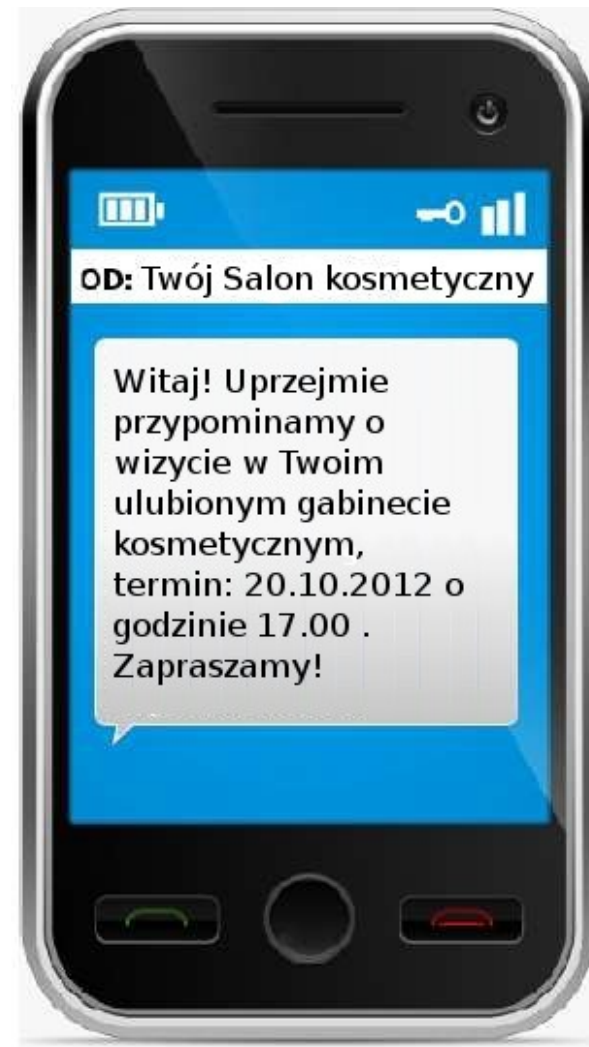 OD: Twój Salon kosmetyczny
Witaj! Uprzejmie
przypominamy o
wizycie w Twoim
ulubionym gabinecie
kosmetycznym,
termin: 20.10.2012 o
godzinie 17.00 .
Zapraszamy!